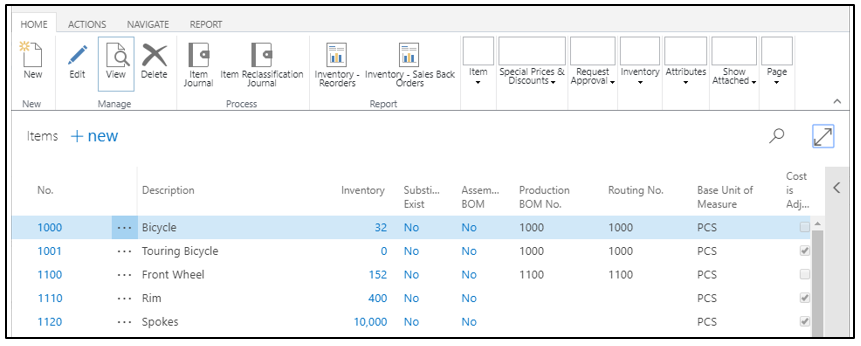 HOME ACTIONS NAVIGATE REPORT
New Edit View Delete Item Journal Item Reclassification Journal Inventory - Reorders Inventory - Sales Back Orders Item Special Prices & Discounts Request Approval Inventory Attributes Show Attached Page
New Manage Process Report
Items + new
No. Description Inventory Substi... Exist Assem... BOM Production BOM No. Routing No. Base Unit of Measure Cost is Adj...
1000 ... Bicycle 32 No No 1000 1000 PCS
1001 ... Touring Bicycle 0 No No 1000 1000 PCS
1100 ... Front Wheel 152 No No 1100 1100 PCS
1110 ... Rim 400 No No PCS
1120 ... Spokes 10,000 No No PCS